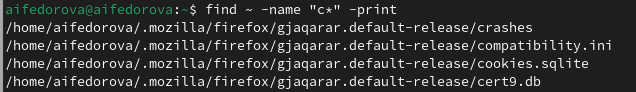 aifedorova@aifedorova:~$ find ~ -name "c*" -print
/home/aifedorova/.mozilla/firefox/gjaqarar.default-release/crashes
/home/aifedorova/.mozilla/firefox/gjaqarar.default-release/compatibility.ini
/home/aifedorova/.mozilla/firefox/gjaqarar.default-release/cookies.sqlite
/home/aifedorova/.mozilla/firefox/gjaqarar.default-release/cert9.db